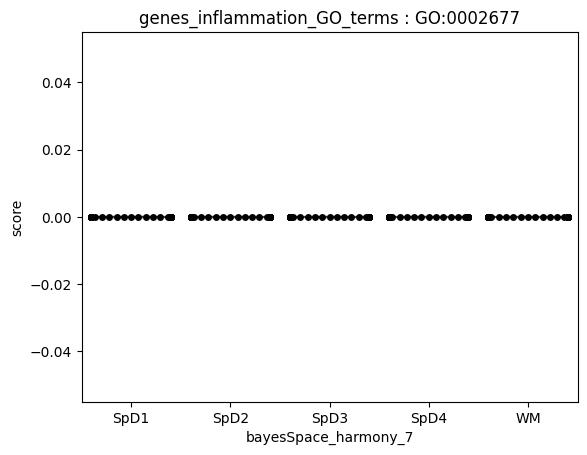 genes_inflammation_GO_terms : GO:0002677
0.04
0.02
0.00
−0.02
−0.04
score
SpD1 SpD2 SpD3 SpD4 WM
bayesSpace_harmony_7